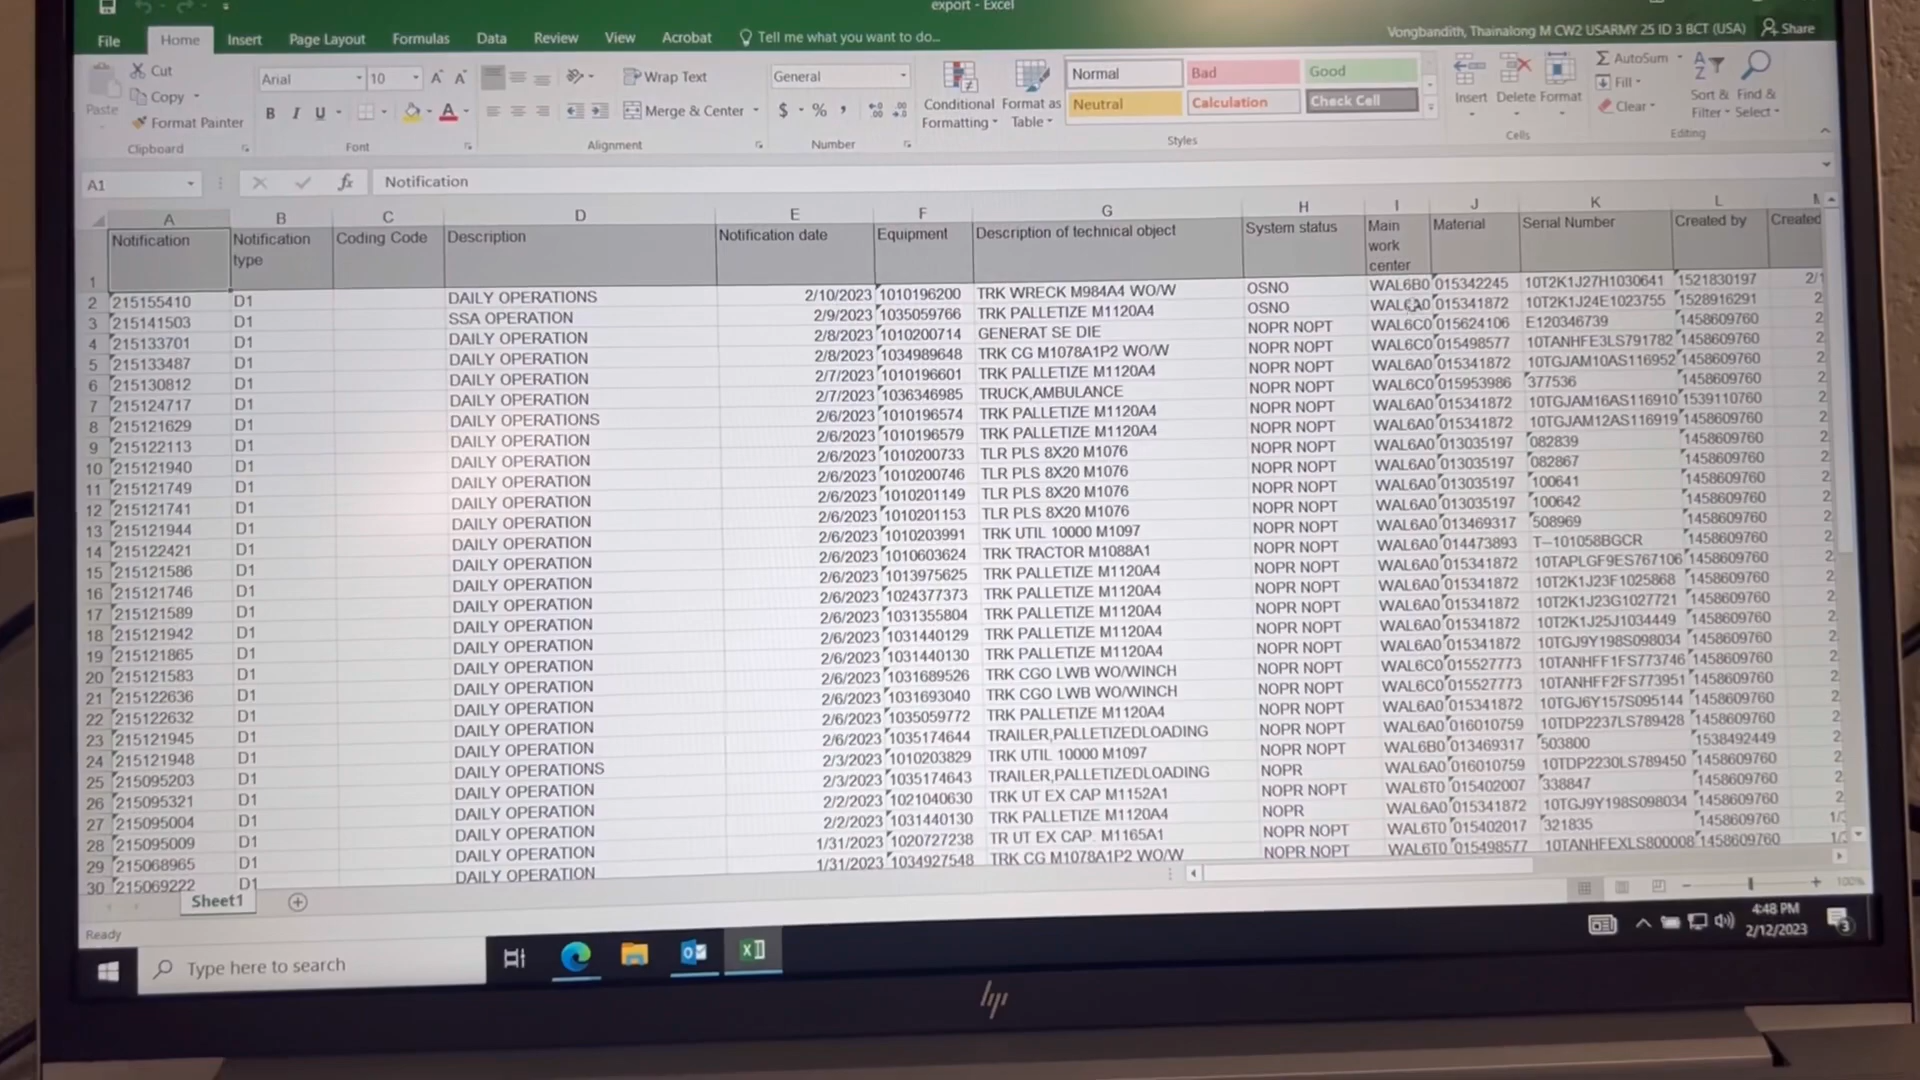 export - Excel
File Home Insert Page Layout Formulas Data Review View Acrobat Tell me what you want to do...
Vongbandith, Thainalong M CW2 USARMY 25 ID 3 BCT (USA) Share
Cut
Copy
Format Painter
Paste
Clipboard
Arial 10
B I U
Font
Wrap Text
Merge & Center
Alignment
General
$ %
Number
Conditional Formatting
Format as Table
Normal Bad Good
Neutral Calculation Check Cell
Styles
Insert Delete Format
Cells
AutoSum
Fill
Clear
Sort & Filter
Find & Select
Editing
A1 fx Notification
A B C D E F G H I J K L
1 Notification Notification type Coding Code Description Notification date Equipment Description of technical object System status Main work center Material Serial Number Created by Created
2 215155410 D1 DAILY OPERATIONS 2/10/2023 1010196200 TRK WRECK M984A4 WO/W OSNO WAL6B0 015342245 10T2K1J27H1030641 1521830197
3 215141503 D1 SSA OPERATION 2/9/2023 1035059766 TRK PALLETIZE M1120A4 OSNO WAL6A0 015341872 10T2K1J24E1023755 1528916291
4 215133701 D1 DAILY OPERATION 2/8/2023 1010200714 GENERAT SE DIE NOPR NOPT WAL6C0 015624106 E120346739 1458609760
5 215133487 D1 DAILY OPERATION 2/8/2023 1034989648 TRK CG M1078A1P2 WO/W NOPR NOPT WAL6C0 015498577 10TANHFE3LS791782 1458609760
6 215130812 D1 DAILY OPERATION 2/7/2023 1010196601 TRK PALLETIZE M1120A4 NOPR NOPT WAL6A0 015341872 10TGJAM10AS116952 1458609760
7 215124717 D1 DAILY OPERATION 2/7/2023 1036346985 TRUCK,AMBULANCE NOPR NOPT WAL6C0 015953986 377536 1458609760
8 215121629 D1 DAILY OPERATIONS 2/6/2023 1010196574 TRK PALLETIZE M1120A4 NOPR NOPT WAL6A0 015341872 10TGJAM16AS116910 1539110760
9 215122113 D1 DAILY OPERATION 2/6/2023 1010196579 TRK PALLETIZE M1120A4 NOPR NOPT WAL6A0 015341872 10TGJAM12AS116919 1458609760
10 215121940 D1 DAILY OPERATION 2/6/2023 1010200733 TLR PLS 8X20 M1076 NOPR NOPT WAL6A0 013035197 082839 1458609760
11 215121749 D1 DAILY OPERATION 2/6/2023 1010200746 TLR PLS 8X20 M1076 NOPR NOPT WAL6A0 013035197 082867 1458609760
12 215121741 D1 DAILY OPERATION 2/6/2023 1010201149 TLR PLS 8X20 M1076 NOPR NOPT WAL6A0 013035197 100641 1458609760
13 215121944 D1 DAILY OPERATION 2/6/2023 1010201153 TLR PLS 8X20 M1076 NOPR NOPT WAL6A0 013035197 100642 1458609760
14 215122421 D1 DAILY OPERATION 2/6/2023 1010203991 TRK UTIL 10000 M1097 NOPR NOPT WAL6A0 013469317 508969 1458609760
15 215121586 D1 DAILY OPERATION 2/6/2023 1010603624 TRK TRACTOR M1088A1 NOPR NOPT WAL6A0 014473893 T--101058BGCR 1458609760
16 215121746 D1 DAILY OPERATION 2/6/2023 1013975625 TRK PALLETIZE M1120A4 NOPR NOPT WAL6A0 015341872 10TAPLGF9ES767106 1458609760
17 215121589 D1 DAILY OPERATION 2/6/2023 1024377373 TRK PALLETIZE M1120A4 NOPR NOPT WAL6A0 015341872 10T2K1J23F1025868 1458609760
18 215121942 D1 DAILY OPERATION 2/6/2023 1031355804 TRK PALLETIZE M1120A4 NOPR NOPT WAL6A0 015341872 10T2K1J23G1027721 1458609760
19 215121865 D1 DAILY OPERATION 2/6/2023 1031440129 TRK PALLETIZE M1120A4 NOPR NOPT WAL6A0 015341872 10T2K1J25J1034449 1458609760
20 215121583 D1 DAILY OPERATION 2/6/2023 1031440130 TRK PALLETIZE M1120A4 NOPR NOPT WAL6A0 015341872 10TGJ9Y198S098034 1458609760
21 215122636 D1 DAILY OPERATION 2/6/2023 1031689526 TRK CGO LWB WO/WINCH NOPR NOPT WAL6C0 015527773 10TANHFF1FS773746 1458609760
22 215122632 D1 DAILY OPERATION 2/6/2023 1031693040 TRK CGO LWB WO/WINCH NOPR NOPT WAL6C0 015527773 10TANHFF2FS773951 1458609760
23 215121945 D1 DAILY OPERATION 2/6/2023 1035059772 TRK PALLETIZE M1120A4 NOPR NOPT WAL6A0 015341872 10TGJ6Y157S095144 1458609760
24 215121948 D1 DAILY OPERATION 2/6/2023 1035174644 TRAILER,PALLETIZEDLOADING NOPR NOPT WAL6A0 016010759 10TDP2237LS789428 1458609760
25 215095203 D1 DAILY OPERATIONS 2/3/2023 1010203829 TRK UTIL 10000 M1097 NOPR NOPT WAL6B0 013469317 503800 1538492449
26 215095321 D1 DAILY OPERATION 2/3/2023 1035174643 TRAILER,PALLETIZEDLOADING NOPR WAL6A0 016010759 10TDP2230LS789450 1458609760
27 215095004 D1 DAILY OPERATION 2/2/2023 1021040630 TRK UT EX CAP M1152A1 NOPR NOPT WAL6T0 015402007 338847 1458609760
28 215095009 D1 DAILY OPERATION 2/2/2023 1031440130 TRK PALLETIZE M1120A4 NOPR WAL6A0 015341872 10TGJ9Y198S098034 1458609760
29 215068965 D1 DAILY OPERATION 1/31/2023 1020727238 TR UT EX CAP M1165A1 NOPR NOPT WAL6T0 015402017 321835 1458609760
30 215069222 D1 DAILY OPERATION 1/31/2023 1034927548 TRK CG M1078A1P2 WO/W NOPR NOPT WAL6T0 015498577 10TANHFEXLS800008 1458609760
Sheet1
Ready
100%
Type here to search
4:48 PM
2/12/2023
3
hp